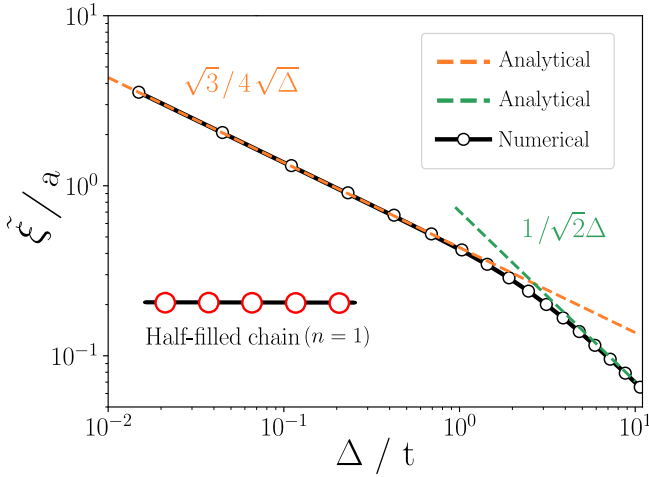 10^1
10^0
10^{-1}
ξ̃ / a
√3 / 4 √Δ
Analytical
Analytical
Numerical
1/√2Δ
Half-filled chain (n = 1)
10^{-2}
10^{-1}
10^0
10^1
Δ / t